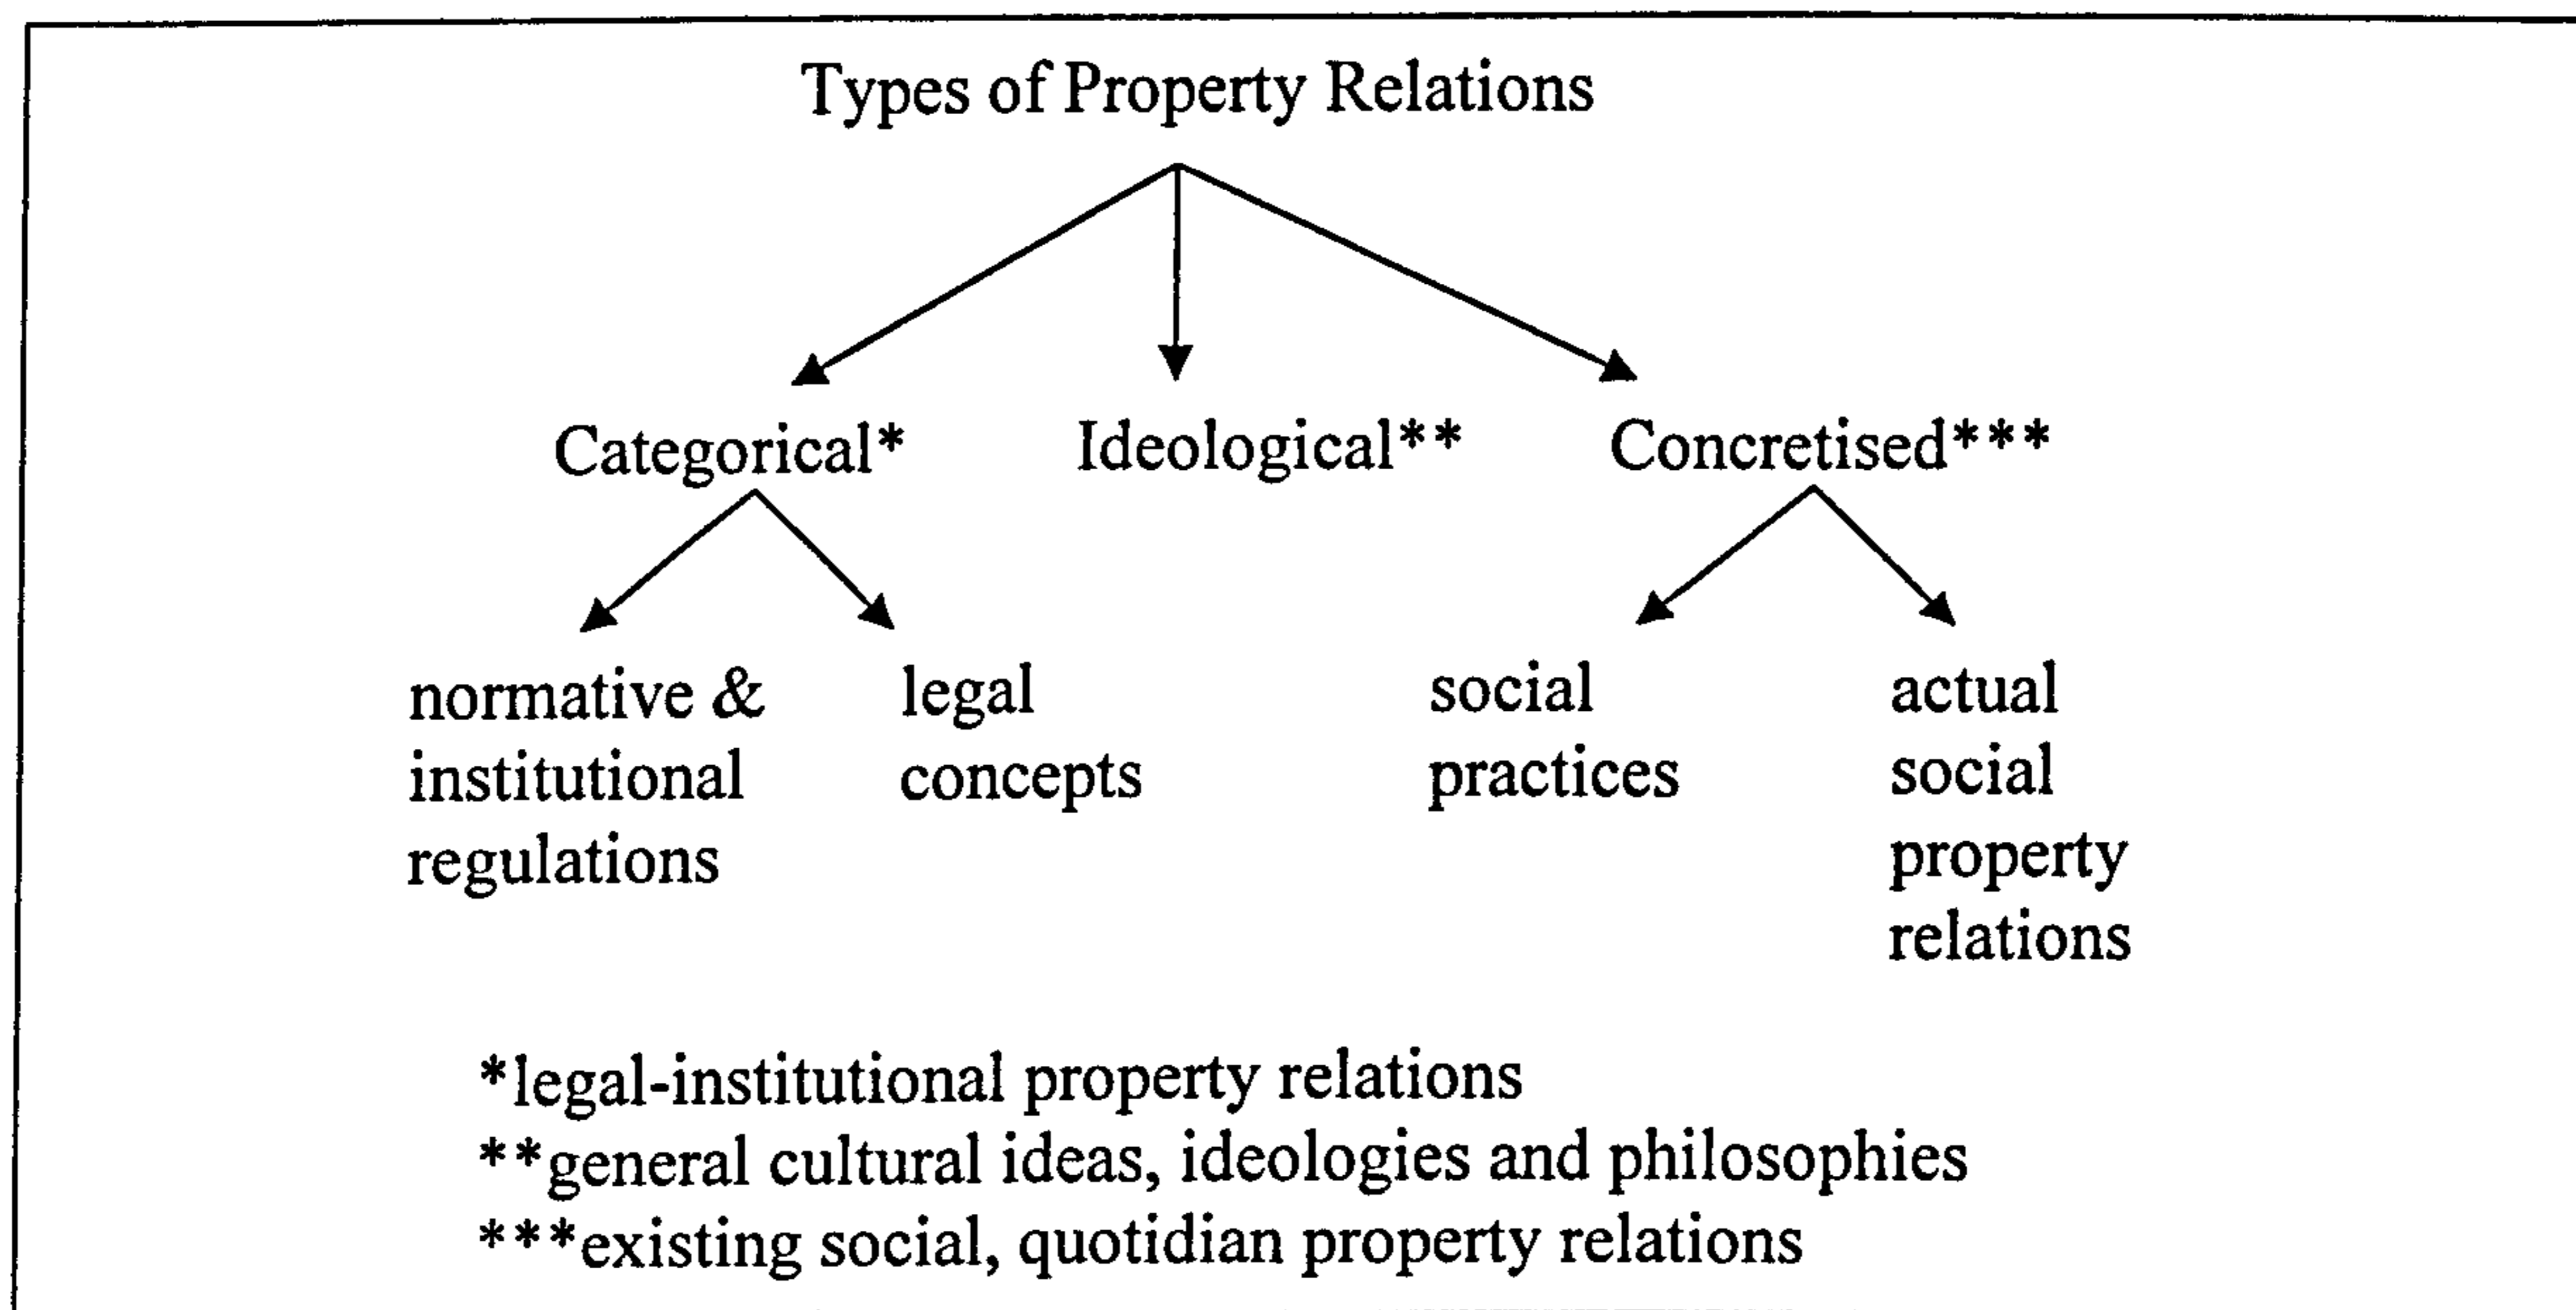 Types of Property Relations
Categorical* Ideological** Concretised***
normative & legal social actual
institutional concepts practices social
regulations property
relations
*legal-institutional property relations
**general cultural ideas, ideologies and philosophies
***existing social, quotidian property relations